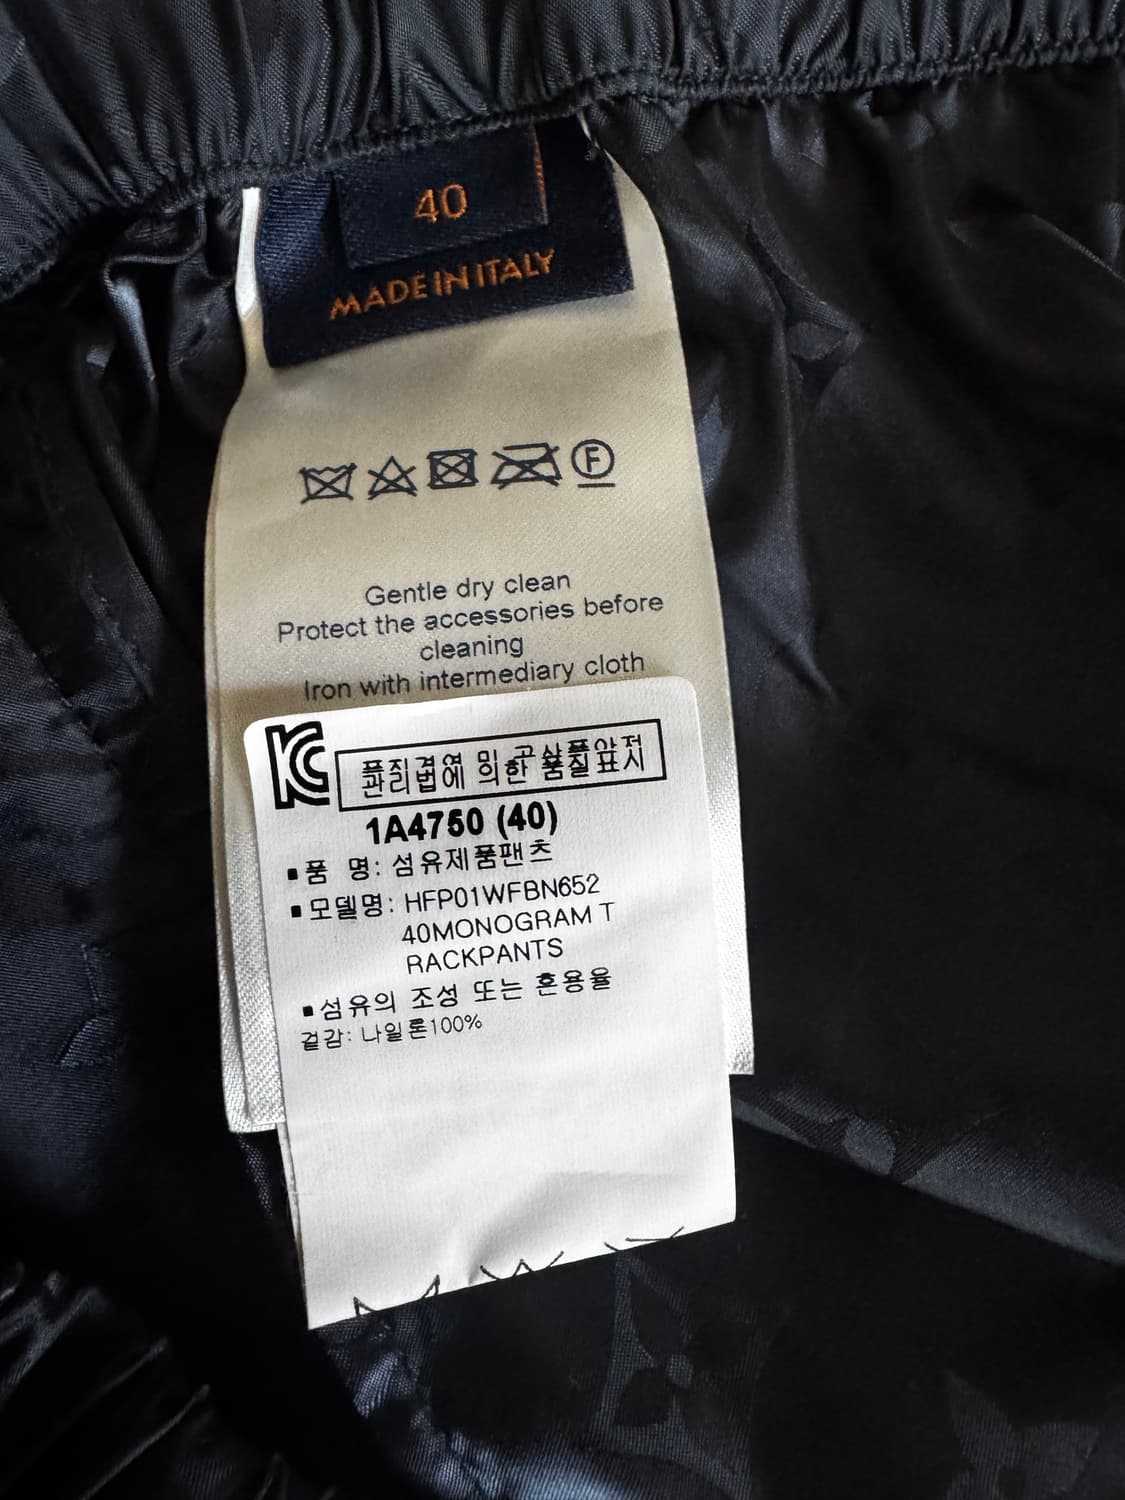 40
MADE IN ITALY
F
Gentle dry clean
Protect the accessories before
cleaning
Iron with intermediary cloth
KC
품질경영 및 공산품안전
관리법에 의한 품질표시
1A4750 (40)
▪품 명: 섬유제품팬츠
▪모델명: HFP01WFBN652
40MONOGRAM T
RACKPANTS
▪섬유의 조성 또는 혼용율
겉감: 나일론100%